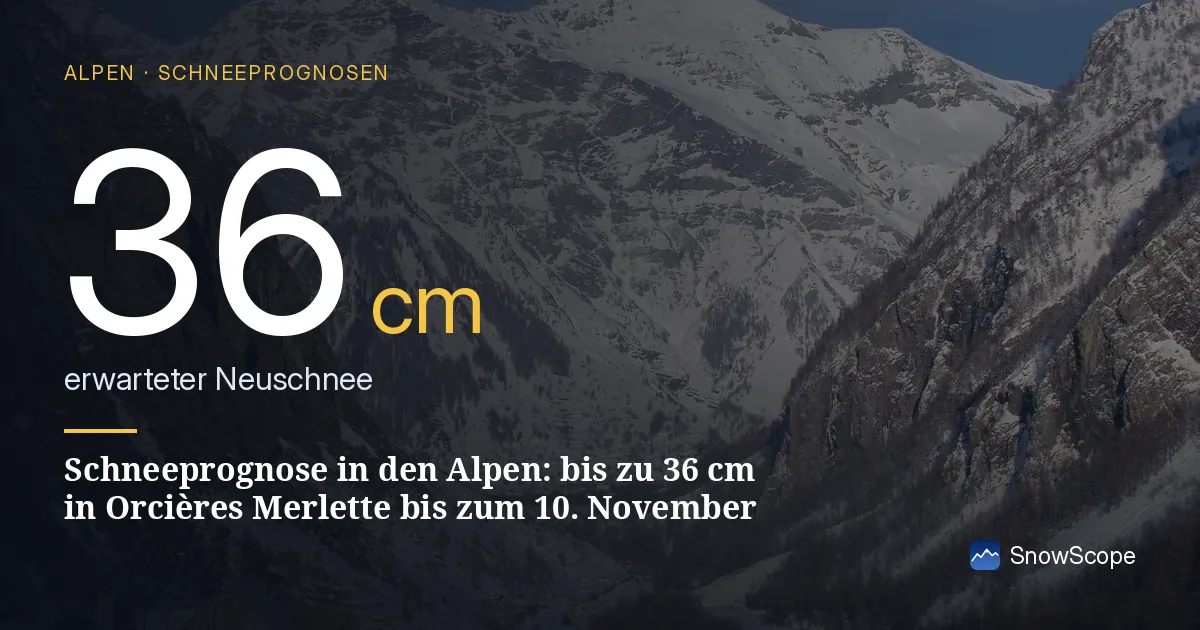 ALPEN · SCHNEEPROGNOSEN
36 cm
erwarteter Neuschnee
Schneeprognose in den Alpen: bis zu 36 cm
in Orcières Merlette bis zum 10. November
SnowScope